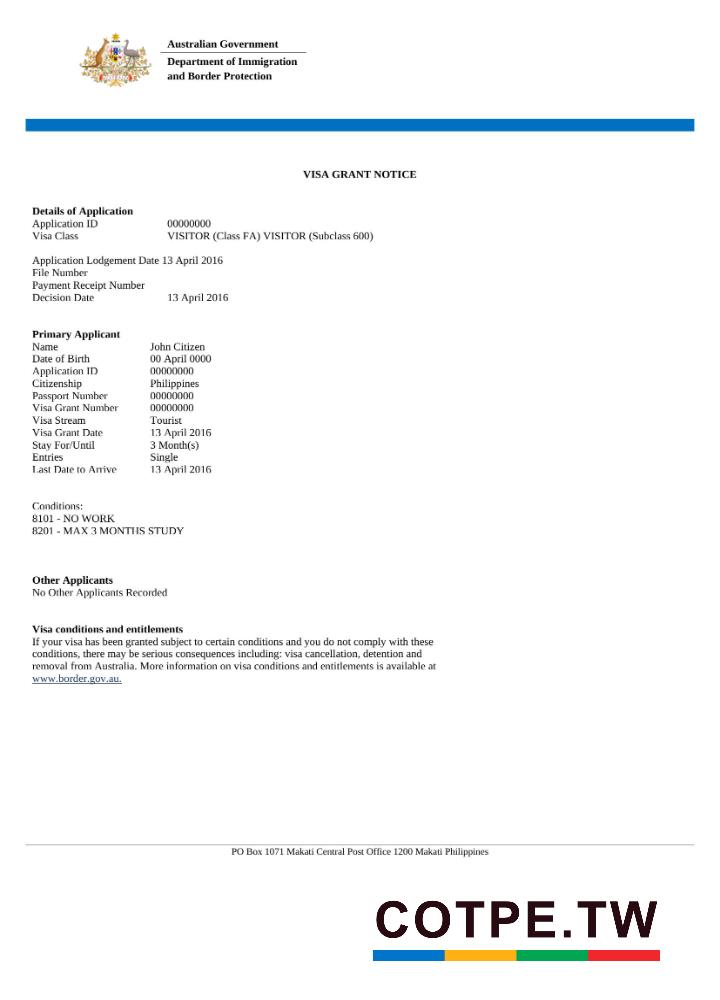 Australian Government
Department of Immigration
and Border Protection
VISA GRANT NOTICE
Details of Application
Application ID 00000000
Visa Class VISITOR (Class FA) VISITOR (Subclass 600)
Application Lodgement Date 13 April 2016
File Number
Payment Receipt Number
Decision Date 13 April 2016
Primary Applicant
Name John Citizen
Date of Birth 00 April 0000
Application ID 00000000
Citizenship Philippines
Passport Number 00000000
Visa Grant Number 00000000
Visa Stream Tourist
Visa Grant Date 13 April 2016
Stay For/Until 3 Month(s)
Entries Single
Last Date to Arrive 13 April 2016
Conditions:
8101 - NO WORK
8201 - MAX 3 MONTHS STUDY
Other Applicants
No Other Applicants Recorded
Visa conditions and entitlements
If your visa has been granted subject to certain conditions and you do not comply with these
conditions, there may be serious consequences including: visa cancellation, detention and
removal from Australia. More information on visa conditions and entitlements is available at
www.border.gov.au.
PO Box 1071 Makati Central Post Office 1200 Makati Philippines
COTPE.TW